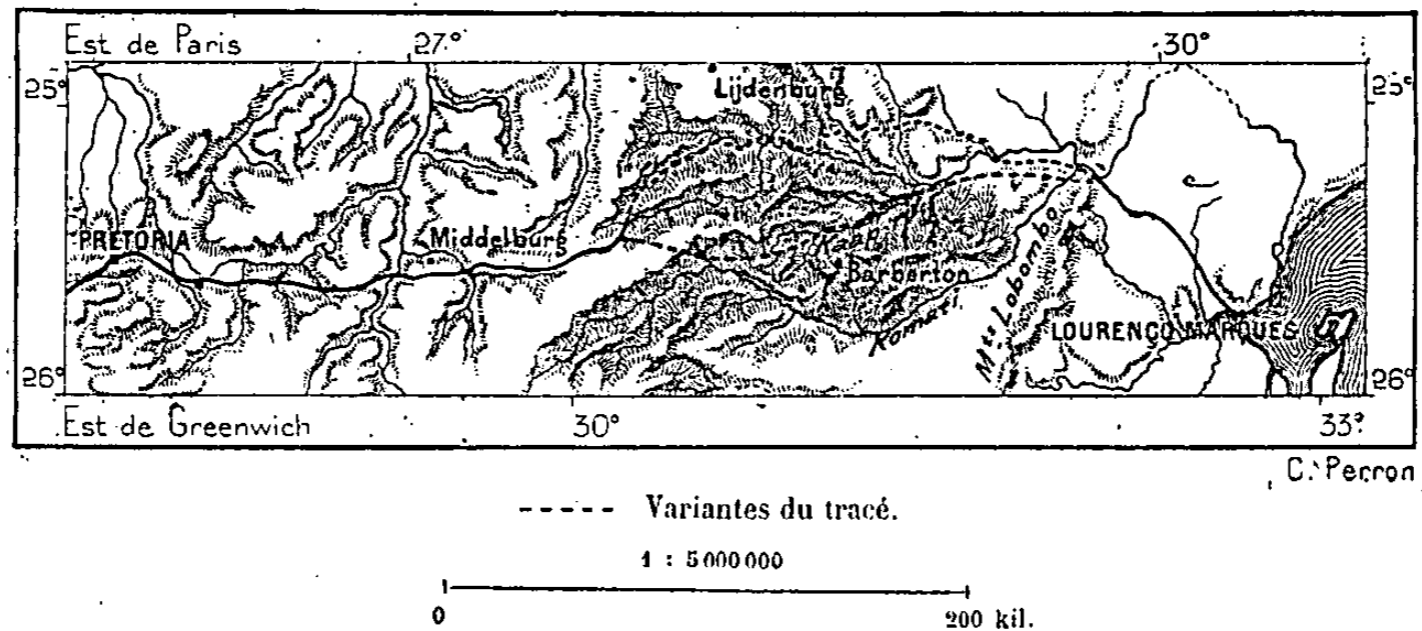 Est de Paris 27° 30°
25° 25°
Lijdenburg
PRETORIA
Middelburg
Kaap
Barberton
Komati
Mts Lobombo
LOURENÇO-MARQUES
26° 26°
Est de Greenwich 30° 33°
C. Perron
Variantes du tracé.
1 : 5 000 000
0 200 kil.